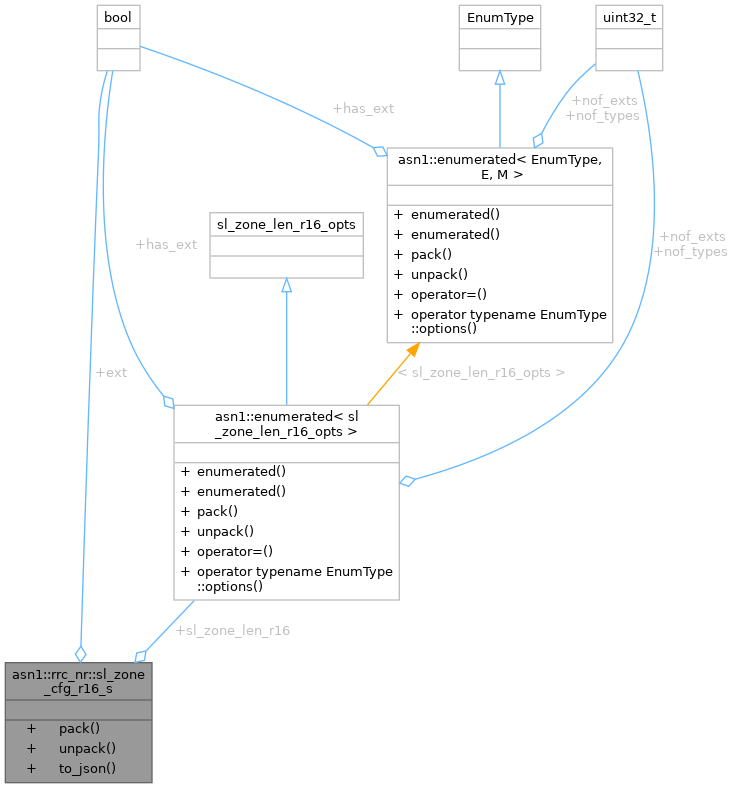 bool
EnumType
uint32_t
+has_ext
+nof_exts
+nof_types
asn1::enumerated< EnumType,
E, M >
+ enumerated()
+ enumerated()
+ pack()
+ unpack()
+ operator=()
+ operator typename EnumType
::options()
sl_zone_len_r16_opts
+has_ext
+nof_exts
+nof_types
+ext
< sl_zone_len_r16_opts >
asn1::enumerated< sl
_zone_len_r16_opts >
+ enumerated()
+ enumerated()
+ pack()
+ unpack()
+ operator=()
+ operator typename EnumType
::options()
+sl_zone_len_r16
asn1::rrc_nr::sl_zone
_cfg_r16_s
+ pack()
+ unpack()
+ to_json()